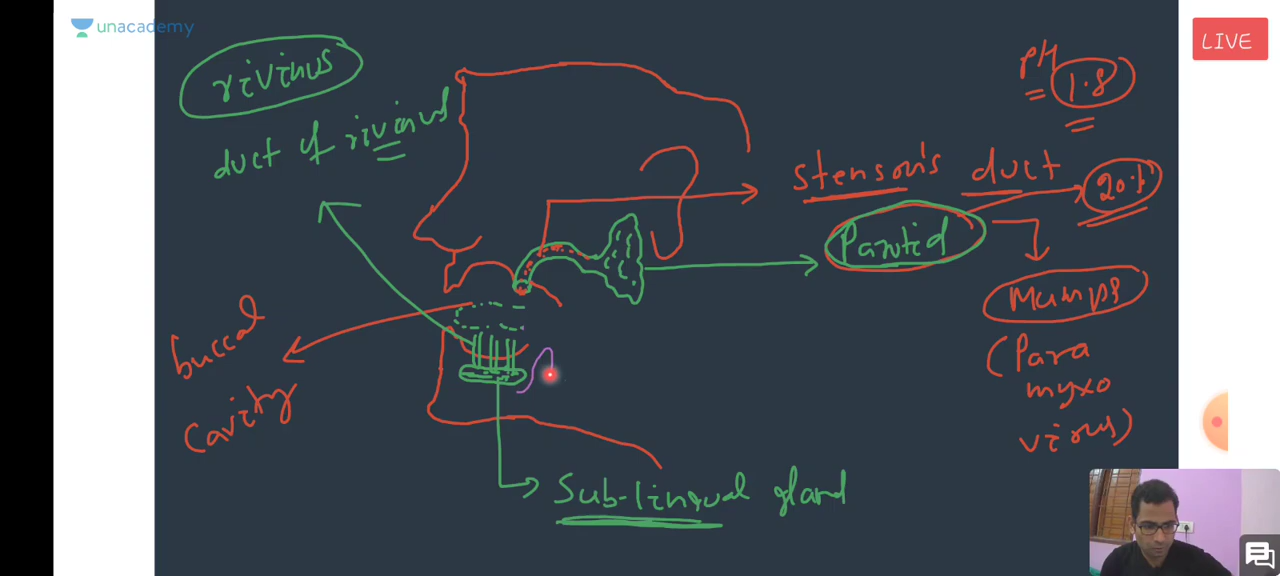 unacademy
LIVE
rivinus
duct of rivinus
pH
1.8
Stenson's duct
20%
Parotid
Mumps
(Para
myxo
virus)
buccal
cavity
Sub-lingual gland